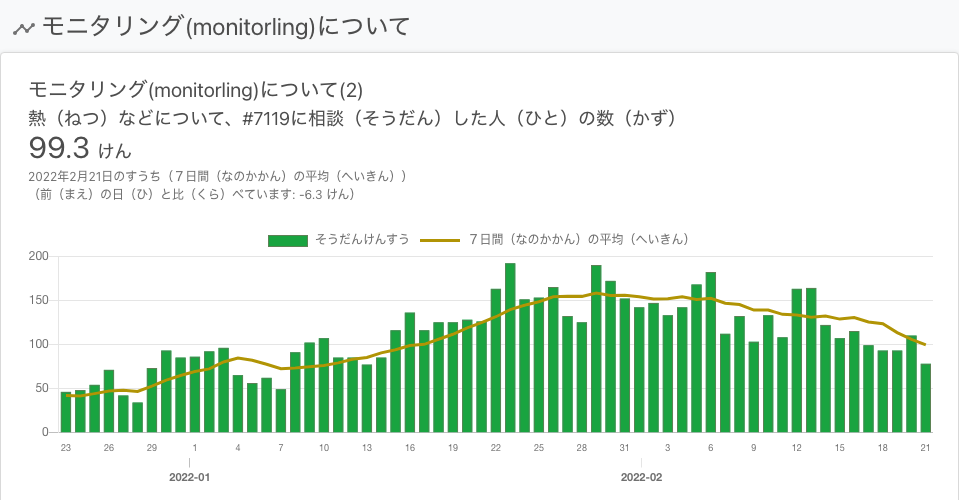 モニタリング(monitorling)について
モニタリング(monitorling)について(2)
熱（ねつ）などについて、#7119に相談（そうだん）した人（ひと）の数（かず）
99.3 けん
2022年2月21日のすうち（７日間（なのかかん）の平均（へいきん））
（前（まえ）の日（ひ）と比（くら）べています: -6.3 けん）
そうだんけんすう ７日間（なのかかん）の平均（へいきん）
200
150
100
50
0
23 26 29 1 4 7 10 13 16 19 22 25 28 31 3 6 9 12 15 18 21
2022-01 2022-02